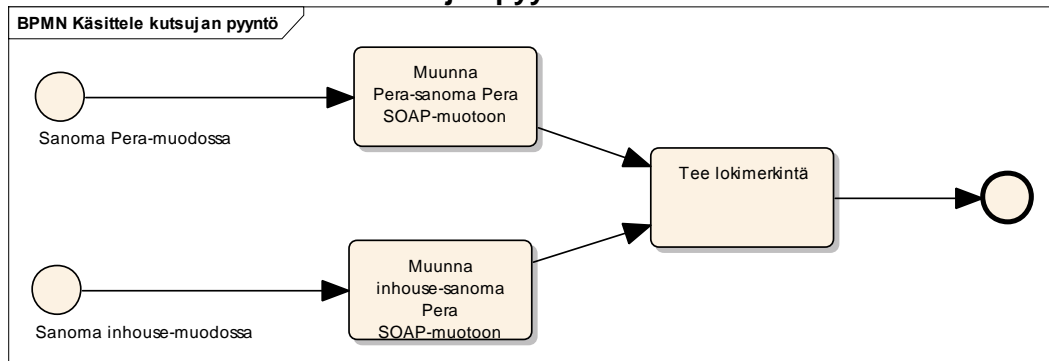 BPMN Käsittele kutsujan pyyntö
Sanoma Pera-muodossa
Muunna
Pera-sanoma Pera
SOAP-muotoon
Tee lokimerkintä
Muunna
inhouse-sanoma
Pera
SOAP-muotoon
Sanoma inhouse-muodossa